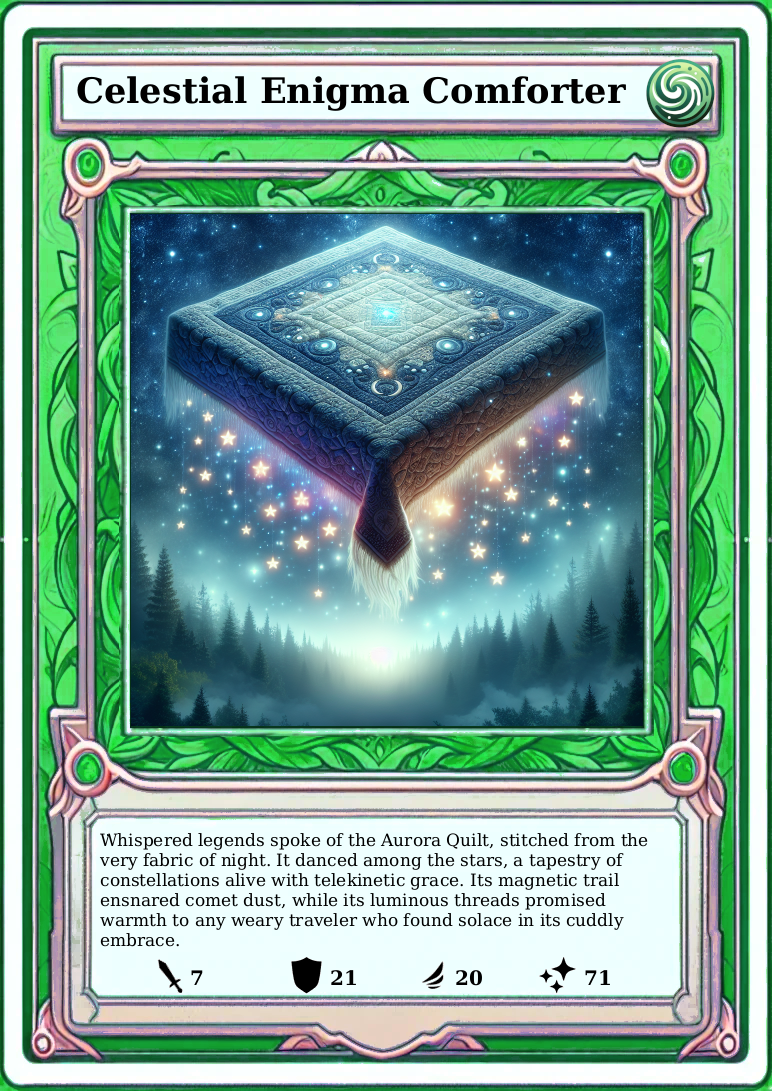 Celestial Enigma Comforter
Whispered legends spoke of the Aurora Quilt, stitched from the
very fabric of night. It danced among the stars, a tapestry of
constellations alive with telekinetic grace. Its magnetic trail
ensnared comet dust, while its luminous threads promised
warmth to any weary traveler who found solace in its cuddly
embrace.
7 21 20 71